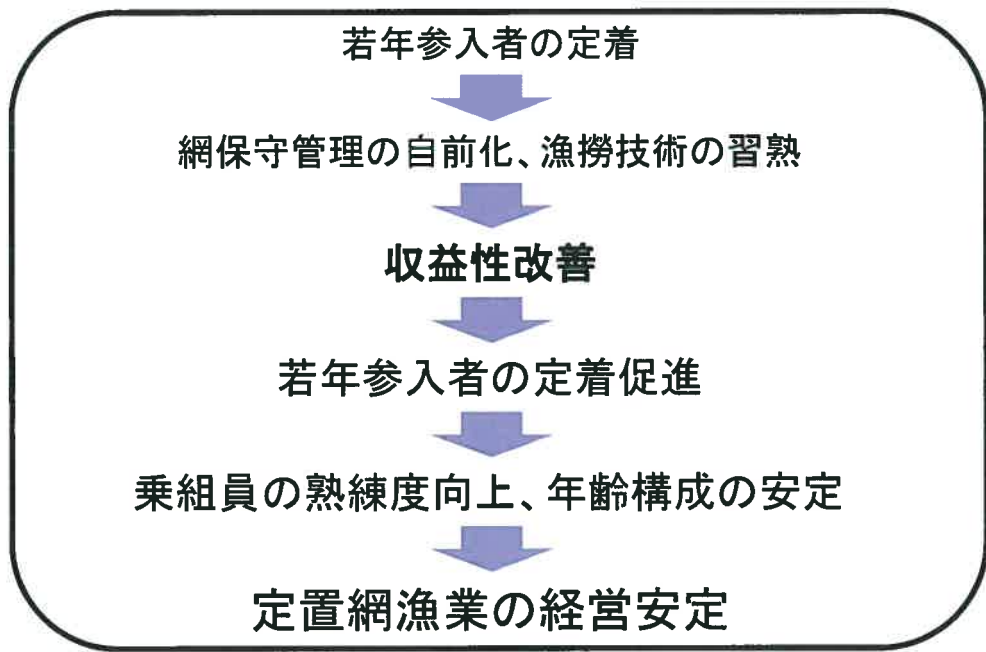 若年参入者の定着
網保守管理の自前化、漁撈技術の習熟
収益性改善
若年参入者の定着促進
乗組員の熟練度向上、年齢構成の安定
定置網漁業の経営安定